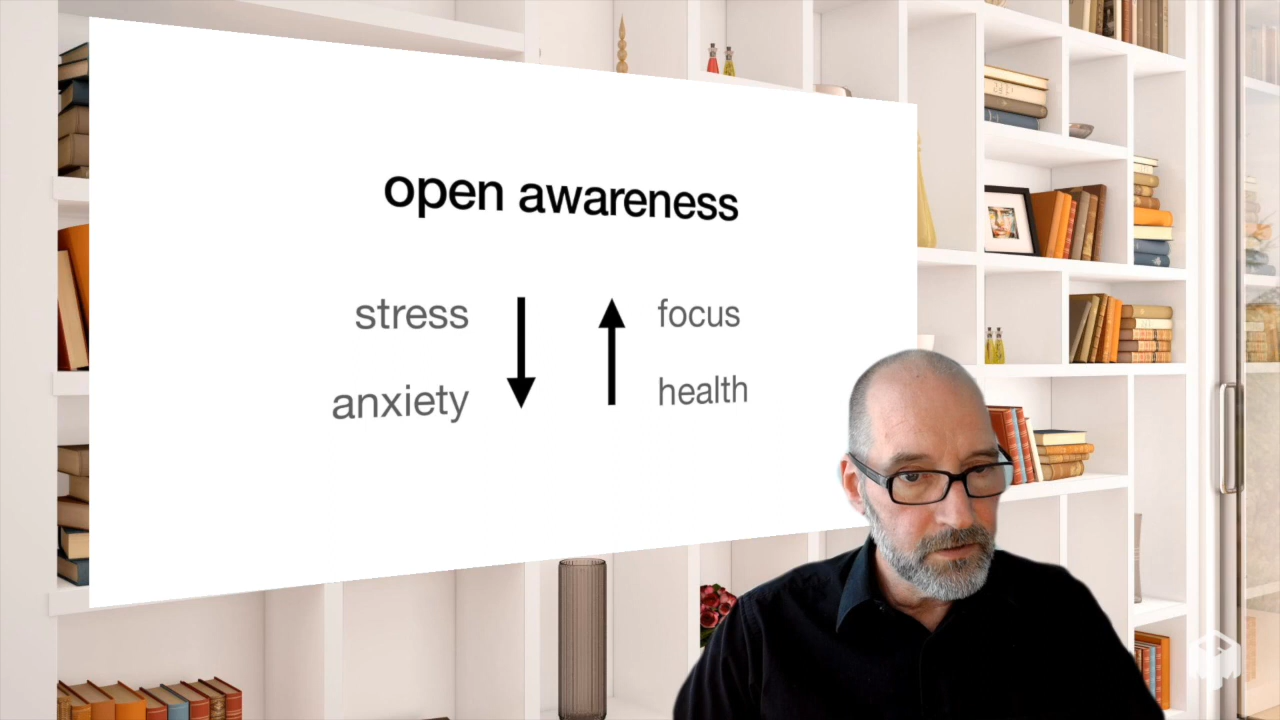 open awareness
stress
focus
anxiety
health